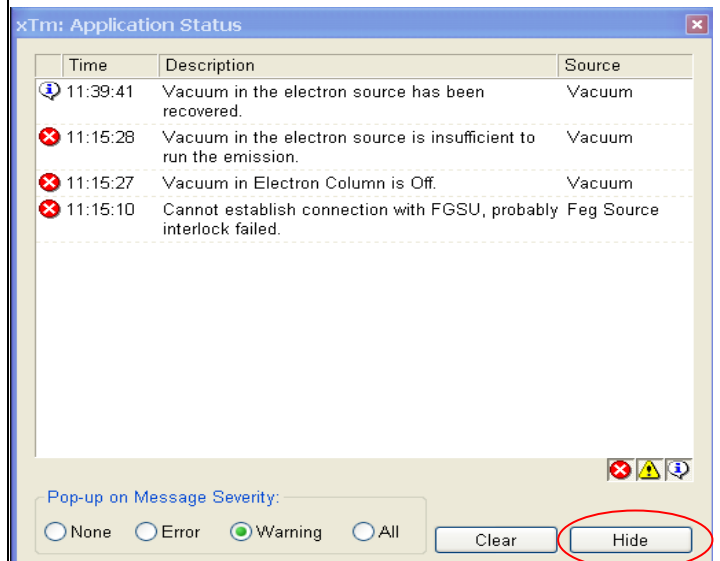 xTm: Application Status
Time Description Source
11:39:41 Vacuum in the electron source has been Vacuum
recovered.
11:15:28 Vacuum in the electron source is insufficient to Vacuum
run the emission.
11:15:27 Vacuum in Electron Column is Off. Vacuum
11:15:10 Cannot establish connection with FGSU, probably Feg Source
interlock failed.
Pop-up on Message Severity:
None Error Warning All Clear Hide